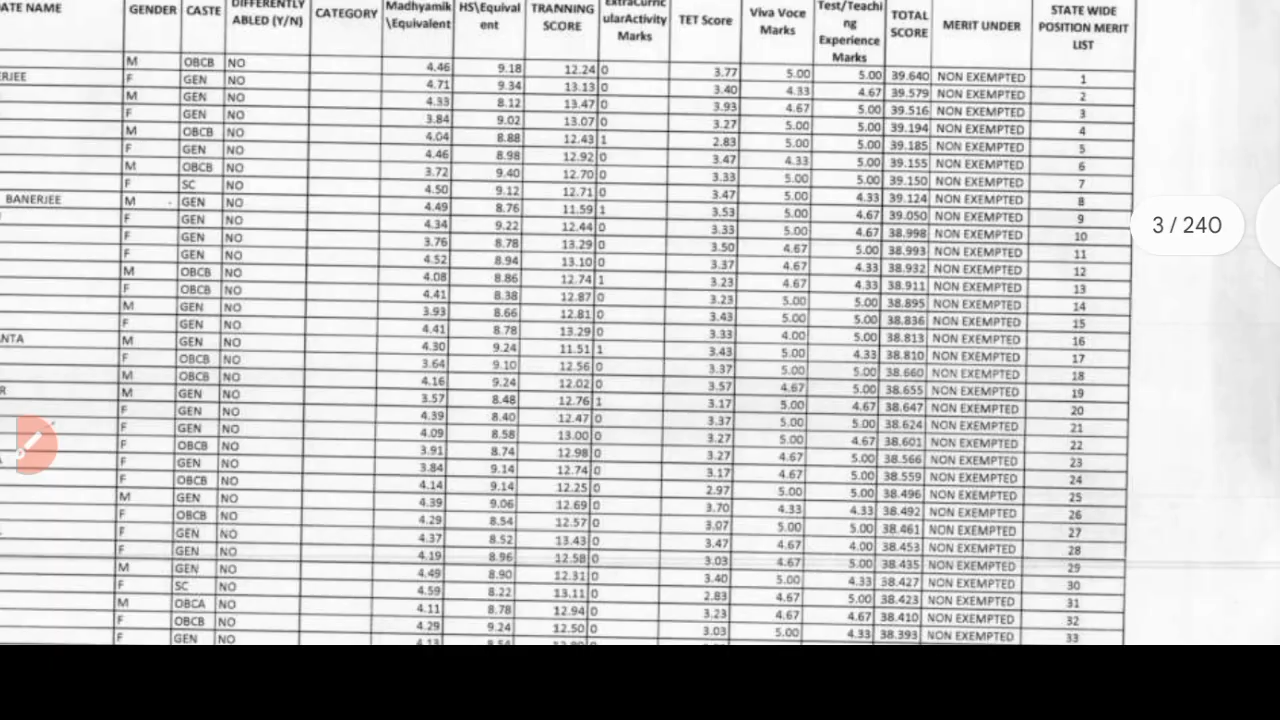 ATE NAME GENDER CASTE DIFFERENTLY ABLED (Y/N) CATEGORY Madhyamik \Equivalent HS\Equival ent TRANNING SCORE ExtraCurric ularActivity Marks TET Score Viva Voce Marks Test/Teachi ng Experience Marks TOTAL SCORE MERIT UNDER STATE WIDE POSITION MERIT LIST
M OBCB NO 4.46 9.18 12.24 0 3.77 5.00 5.00 39.640 NON EXEMPTED 1
ERJEE F GEN NO 4.71 9.34 13.13 0 3.40 4.33 4.67 39.579 NON EXEMPTED 2
M GEN NO 4.33 8.12 13.47 0 3.93 4.67 5.00 39.516 NON EXEMPTED 3
F GEN NO 3.84 9.02 13.07 0 3.27 5.00 5.00 39.194 NON EXEMPTED 4
M OBCB NO 4.04 8.88 12.43 1 2.83 5.00 5.00 39.185 NON EXEMPTED 5
F GEN NO 4.46 8.98 12.92 0 3.47 4.33 5.00 39.155 NON EXEMPTED 6
M OBCB NO 3.72 9.40 12.70 0 3.33 5.00 5.00 39.150 NON EXEMPTED 7
F SC NO 4.50 9.12 12.71 0 3.47 5.00 4.33 39.124 NON EXEMPTED 8
BANERJEE M GEN NO 4.49 8.76 11.59 1 3.53 5.00 4.67 39.050 NON EXEMPTED 9
F GEN NO 4.34 9.22 12.44 0 3.33 5.00 4.67 38.998 NON EXEMPTED 10
F GEN NO 3.76 8.78 13.29 0 3.50 4.67 5.00 38.993 NON EXEMPTED 11
F GEN NO 4.52 8.94 13.10 0 3.37 4.67 4.33 38.932 NON EXEMPTED 12
M OBCB NO 4.08 8.86 12.74 1 3.23 4.67 4.33 38.911 NON EXEMPTED 13
F OBCB NO 4.41 8.38 12.87 0 3.23 5.00 5.00 38.895 NON EXEMPTED 14
M GEN NO 3.93 8.66 12.81 0 3.43 5.00 5.00 38.836 NON EXEMPTED 15
F GEN NO 4.41 8.78 13.29 0 3.33 4.00 5.00 38.813 NON EXEMPTED 16
NTA M GEN NO 4.30 9.24 11.51 1 3.43 5.00 4.33 38.810 NON EXEMPTED 17
F OBCB NO 3.64 9.10 12.56 0 3.37 5.00 5.00 38.660 NON EXEMPTED 18
M OBCB NO 4.16 9.24 12.02 0 3.57 4.67 5.00 38.655 NON EXEMPTED 19
R M GEN NO 3.57 8.48 12.76 1 3.17 5.00 4.67 38.647 NON EXEMPTED 20
F GEN NO 4.39 8.40 12.47 0 3.37 5.00 5.00 38.624 NON EXEMPTED 21
F GEN NO 4.09 8.58 13.00 0 3.27 5.00 4.67 38.601 NON EXEMPTED 22
F OBCB NO 3.91 8.74 12.98 0 3.27 4.67 5.00 38.566 NON EXEMPTED 23
F GEN NO 3.84 9.14 12.74 0 3.17 4.67 5.00 38.559 NON EXEMPTED 24
F OBCB NO 4.14 9.14 12.25 0 2.97 5.00 5.00 38.496 NON EXEMPTED 25
M GEN NO 4.39 9.06 12.69 0 3.70 4.33 4.33 38.492 NON EXEMPTED 26
F OBCB NO 4.29 8.54 12.57 0 3.07 5.00 5.00 38.461 NON EXEMPTED 27
F GEN NO 4.37 8.52 13.43 0 3.47 4.67 4.00 38.453 NON EXEMPTED 28
F GEN NO 4.19 8.96 12.58 0 3.03 4.67 5.00 38.435 NON EXEMPTED 29
M GEN NO 4.49 8.90 12.31 0 3.40 5.00 4.33 38.427 NON EXEMPTED 30
F SC NO 4.59 8.22 13.11 0 2.83 4.67 5.00 38.423 NON EXEMPTED 31
M OBCA NO 4.11 8.78 12.94 0 3.23 4.67 4.67 38.410 NON EXEMPTED 32
F OBCB NO 4.29 9.24 12.50 0 3.03 5.00 4.33 38.393 NON EXEMPTED 33
F GEN NO
3 / 240